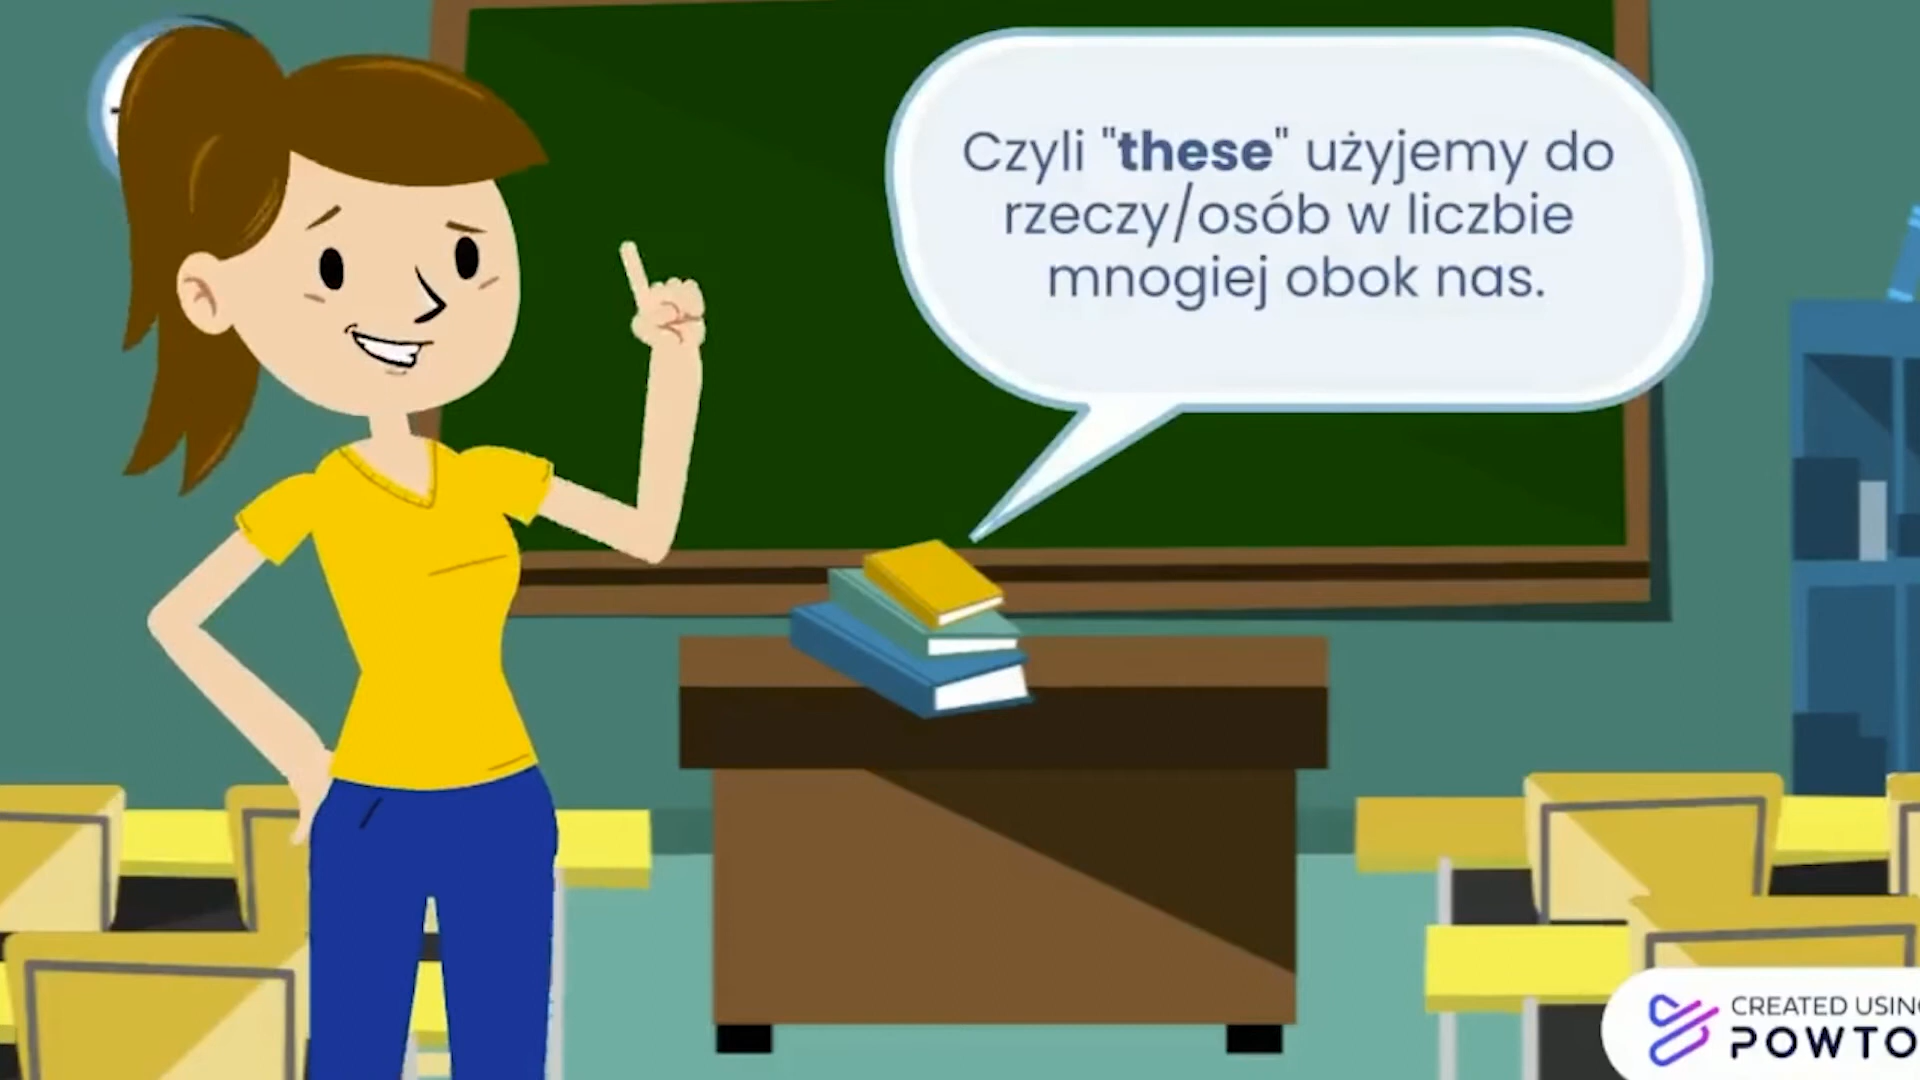 Czyli "these" użyjemy do
rzeczy/osób w liczbie
mnogiej obok nas.
CREATED USING
POWTO